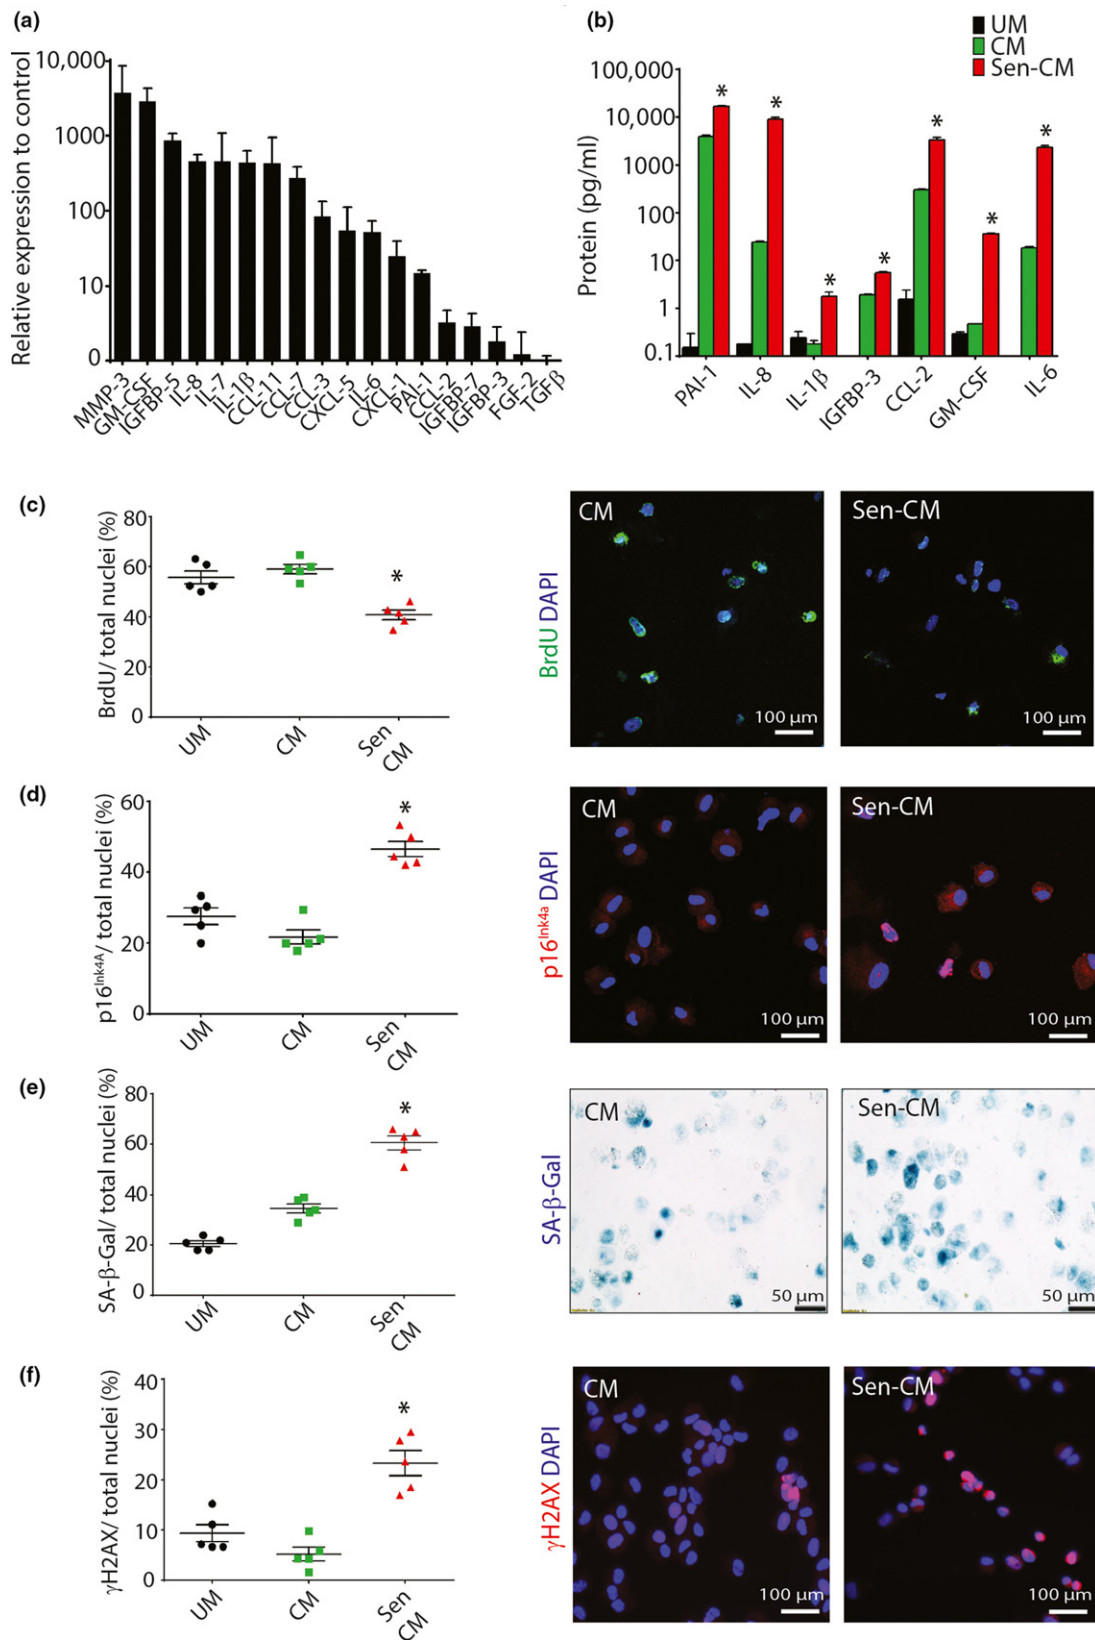 (a)
Relative expression to control
10,000
1000
100
10
0
MMP-3
GM-CSF
IGFBP-5
IL-8
IL-7
IL-1β
CCL-11
CCL-7
CCL-3
CXCL-5
IL-6
CXCL-1
PAI-1
CCL-2
IGFBP-7
IGFBP-3
FGF-2
TGFβ
(b)
UM
CM
Sen-CM
Protein (pg/ml)
100,000
10,000
1000
100
10
1
0.1
* * * * * * *
PAI-1
IL-8
IL-1β
IGFBP-3
CCL-2
GM-CSF
IL-6
(c)
BrdU/ total nuclei (%)
80
60
40
20
0
*
UM
CM
Sen
CM
BrdU DAPI
CM
100 µm
Sen-CM
100 µm
(d)
p16Ink4A/ total nuclei (%)
60
40
20
0
*
UM
CM
Sen
CM
p16Ink4a DAPI
CM
100 µm
Sen-CM
100 µm
(e)
SA-β-Gal/ total nuclei (%)
80
60
40
20
0
*
UM
CM
Sen
CM
SA-β-Gal
CM
50 µm
Sen-CM
50 µm
(f)
γH2AX/ total nuclei (%)
40
30
20
10
0
*
UM
CM
Sen
CM
γH2AX DAPI
CM
100 µm
Sen-CM
100 µm